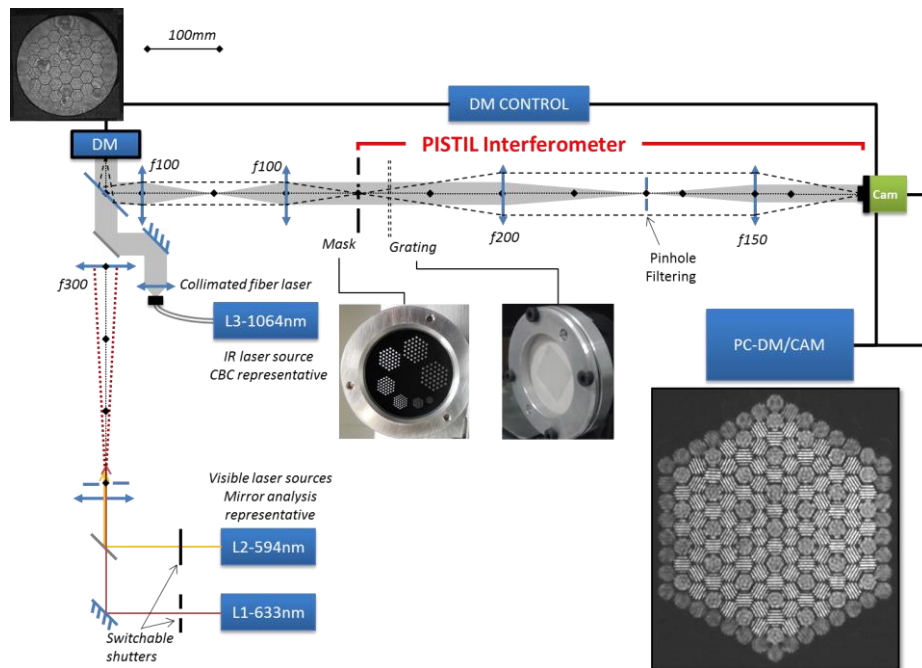 100mm
DM CONTROL
PISTIL Interferometer
DM
f100
f100
Cam
Mask
Grating
f200
Pinhole
Filtering
f150
f300
Collimated fiber laser
L3-1064nm
IR laser source
CBC representative
PC-DM/CAM
Visible laser sources
Mirror analysis
representative
L2-594nm
L1-633nm
Switchable
shutters